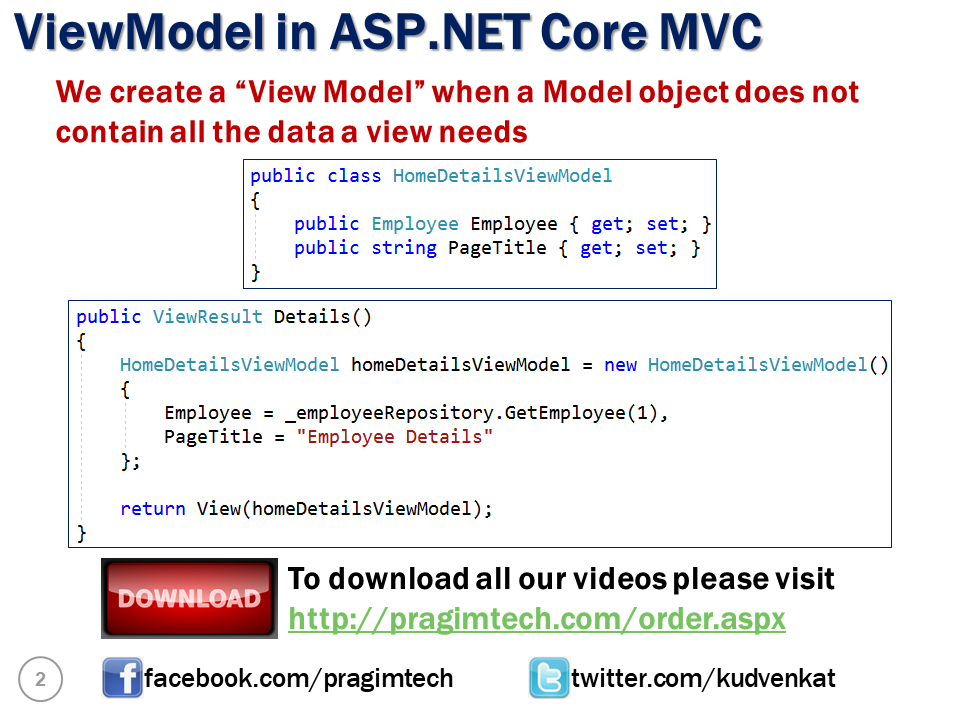 ViewModel in ASP.NET Core MVC
We create a “View Model” when a Model object does not
contain all the data a view needs
public class HomeDetailsViewModel
{
    public Employee Employee { get; set; }
    public string PageTitle { get; set; }
}
public ViewResult Details()
{
    HomeDetailsViewModel homeDetailsViewModel = new HomeDetailsViewModel()
    {
        Employee = _employeeRepository.GetEmployee(1),
        PageTitle = "Employee Details"
    };
    return View(homeDetailsViewModel);
}
DOWNLOAD
To download all our videos please visit
http://pragimtech.com/order.aspx
2
facebook.com/pragimtech
twitter.com/kudvenkat